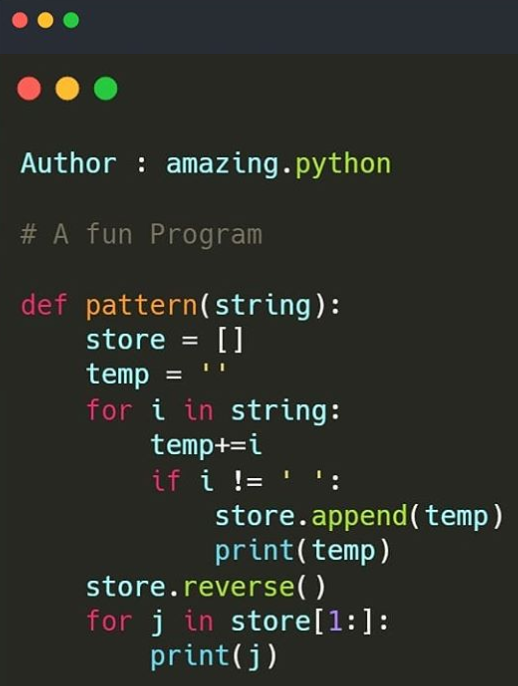 Author : amazing.python
# A fun Program
def pattern(string):
    store = []
    temp = ''
    for i in string:
        temp+=i
        if i != ' ':
            store.append(temp)
            print(temp)
    store.reverse()
    for j in store[1:]:
        print(j)